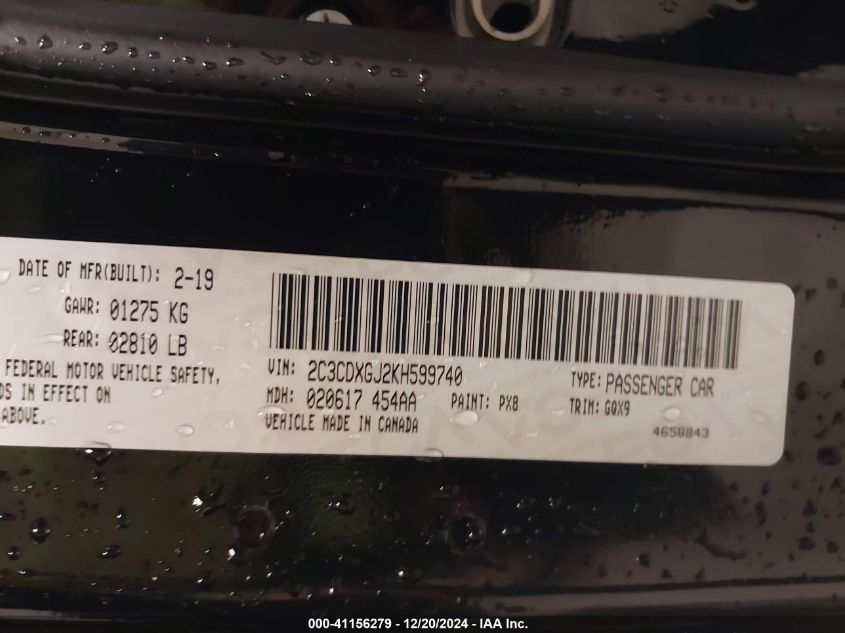 DATE OF MFR(BUILT): 2-19
GAWR: 01275 KG
REAR: 02810 LB
FEDERAL MOTOR VEHICLE SAFETY,
DS IN EFFECT ON
ABOVE.
VIN: 2C3CDXGJ2KH599740
TYPE: PASSENGER CAR
MDH: 020617 454AA
PAINT: PX8
TRIM: GQX9
VEHICLE MADE IN CANADA
4658843
000-41156279 - 12/20/2024 - IAA Inc.